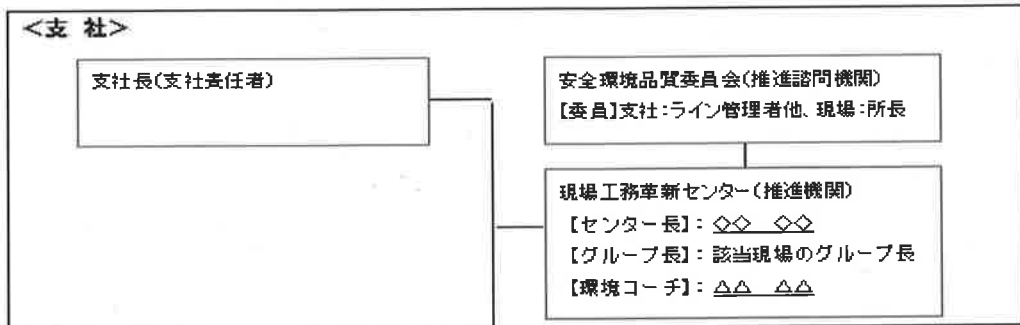 <支 社>
支社長(支社責任者)
安全環境品質委員会(推進諮問機関)
【委員】支社:ライン管理者他、現場:所長
現場工務革新センター(推進機関)
【センター長】: ◇◇ ◇◇
【グループ長】: 該当現場のグループ長
【環境コーチ】: △△ △△